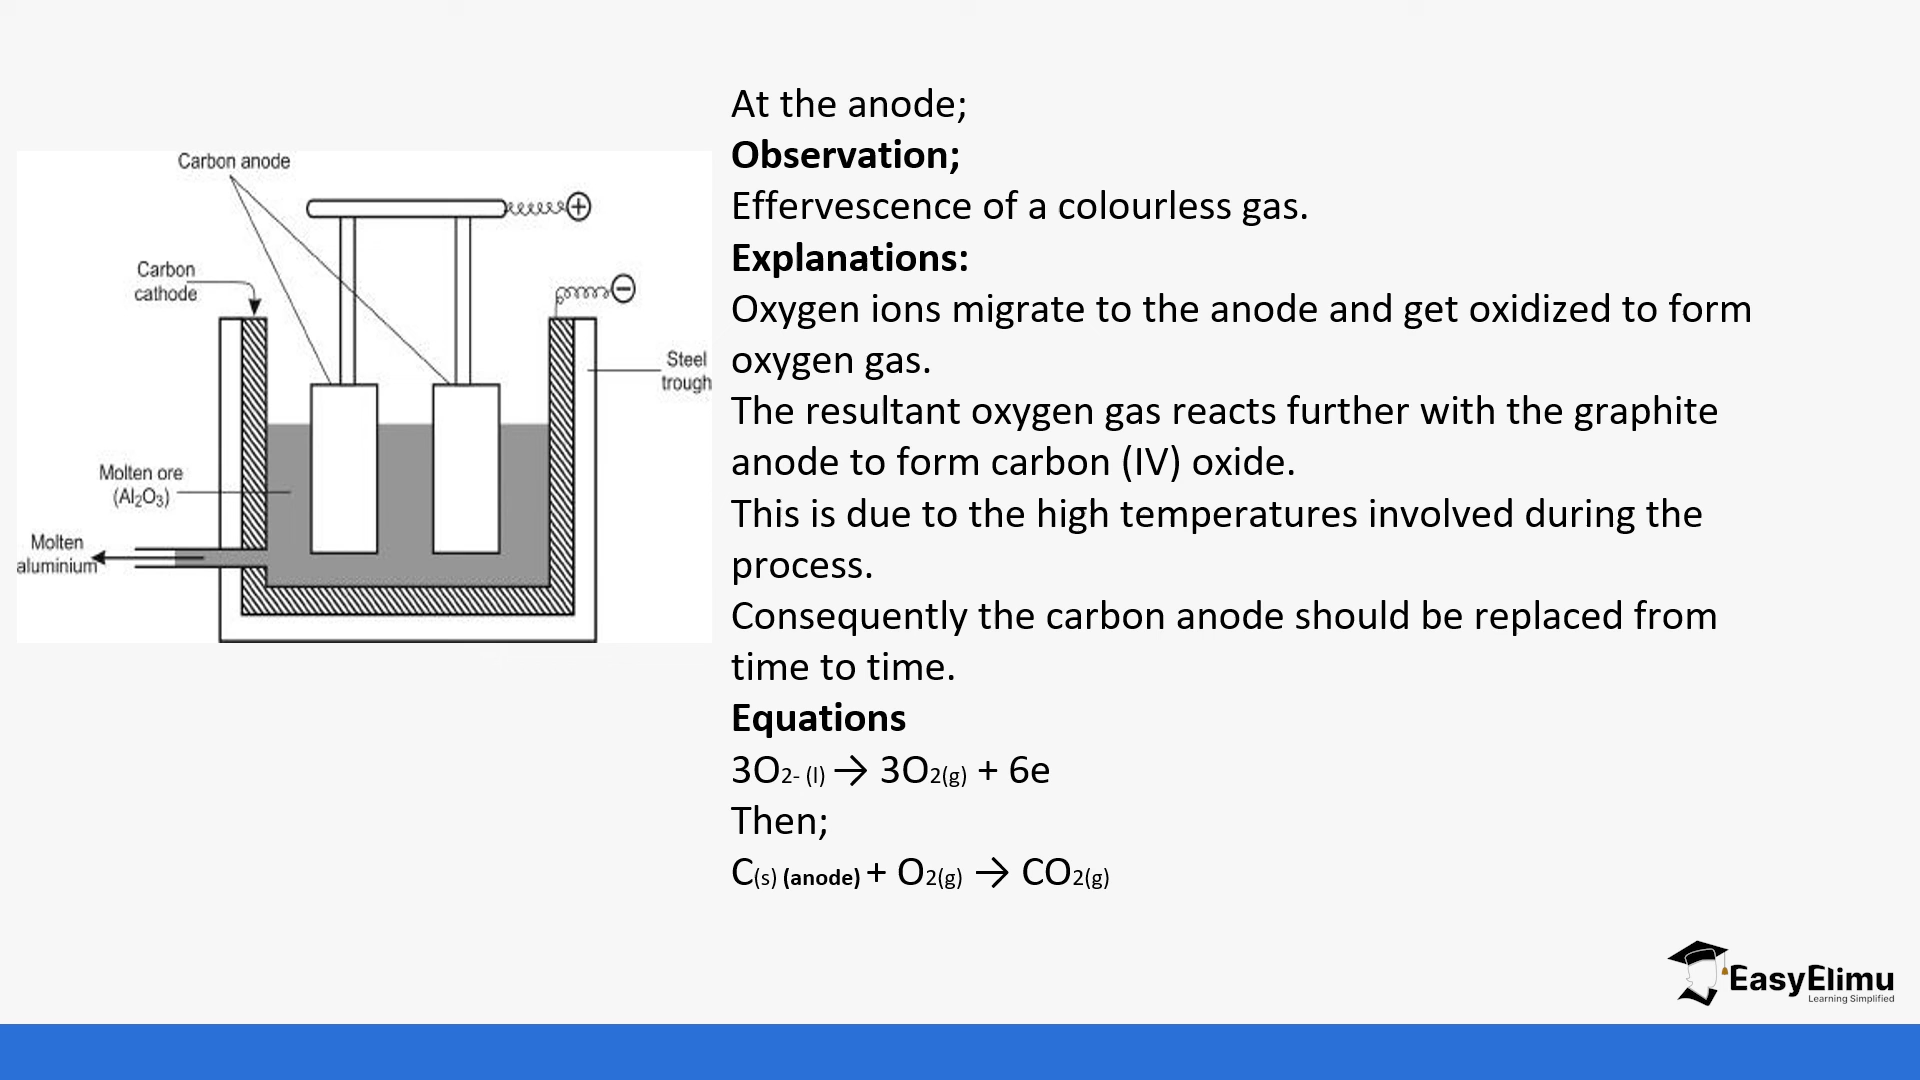 Carbon anode
Carbon
cathode
Steel
trough
Molten ore
(Al₂O₃)
Molten
aluminium
At the anode;
Observation;
Effervescence of a colourless gas.
Explanations:
Oxygen ions migrate to the anode and get oxidized to form
oxygen gas.
The resultant oxygen gas reacts further with the graphite
anode to form carbon (IV) oxide.
This is due to the high temperatures involved during the
process.
Consequently the carbon anode should be replaced from
time to time.
Equations
3O₂₋ ₍ₗ₎ → 3O₂(g) + 6e
Then;
C(s) (anode) + O₂(g) → CO₂(g)
EasyElimu
Learning Simplified